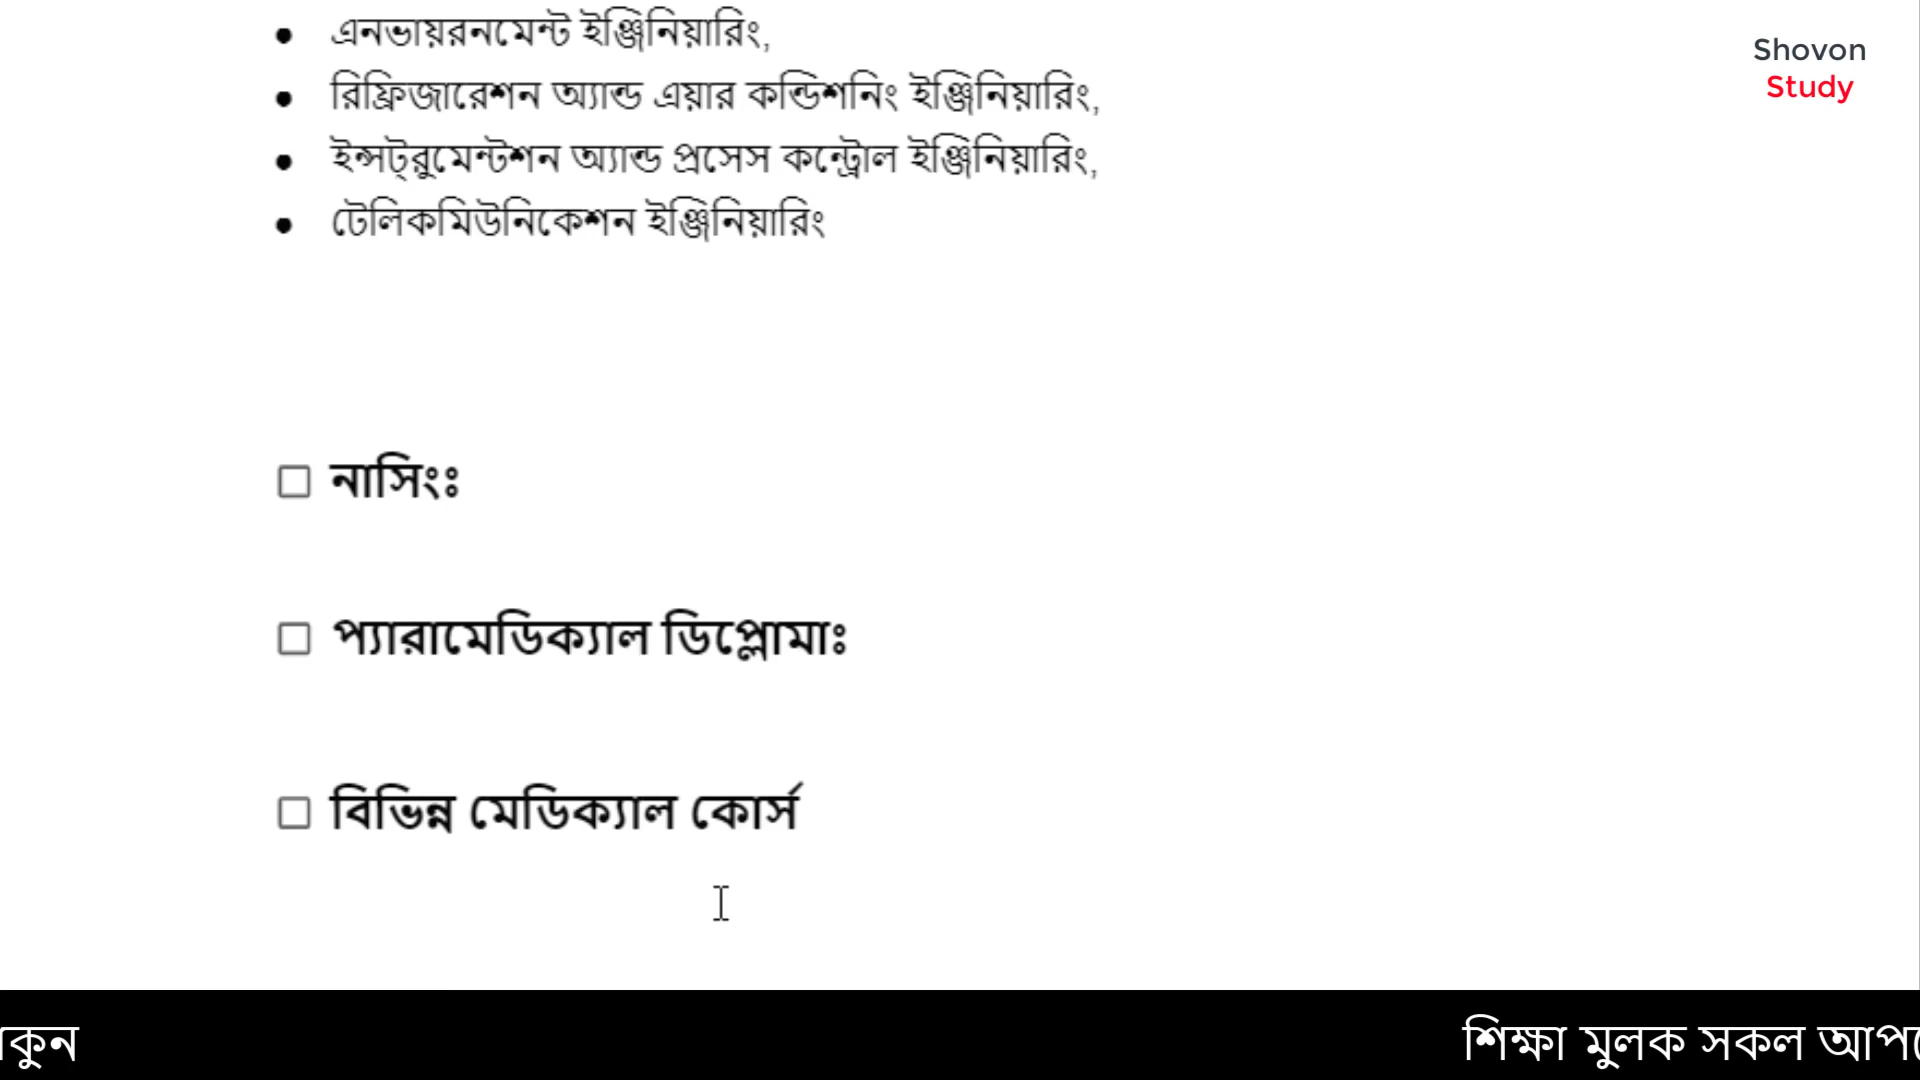 এনভায়রনমেন্ট ইঞ্জিনিয়ারিং,
রিফ্রিজারেশন অ্যান্ড এয়ার কন্ডিশনিং ইঞ্জিনিয়ারিং,
ইন্সট্রুমেন্টশন অ্যান্ড প্রসেস কন্ট্রোল ইঞ্জিনিয়ারিং,
টেলিকমিউনিকেশন ইঞ্জিনিয়ারিং
Shovon
Study
নাসিংঃ
প্যারামেডিক্যাল ডিপ্লোমাঃ
বিভিন্ন মেডিক্যাল কোর্স
শিক্ষা মুলক সকল